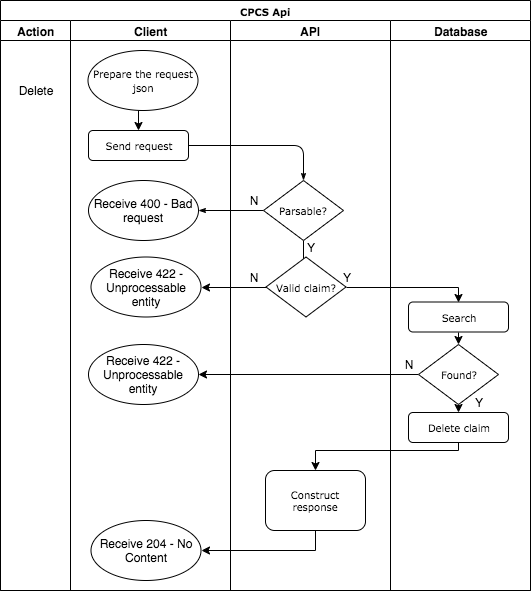 CPCS Api
Action
Client
API
Database
Delete
Prepare the request
json
Send request
Parsable?
N
Receive 400 - Bad
request
Y
Valid claim?
N
Y
Receive 422 -
Unprocessable
entity
Search
Found?
N
Receive 422 -
Unprocessable
entity
Y
Delete claim
Construct
response
Receive 204 - No
Content